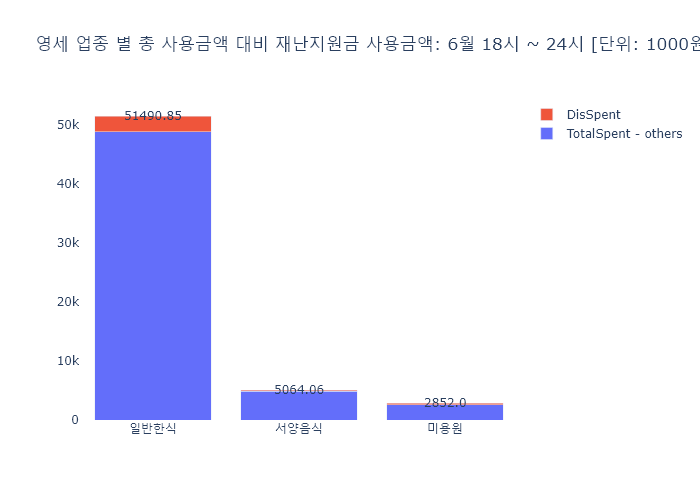 영세 업종 별 총 사용금액 대비 재난지원금 사용금액: 6월 18시 ~ 24시 [단위: 1000원
51490.85
DisSpent
TotalSpent - others
50k
40k
30k
20k
10k
5064.06
2852.0
0
일반한식 서양음식 미용원